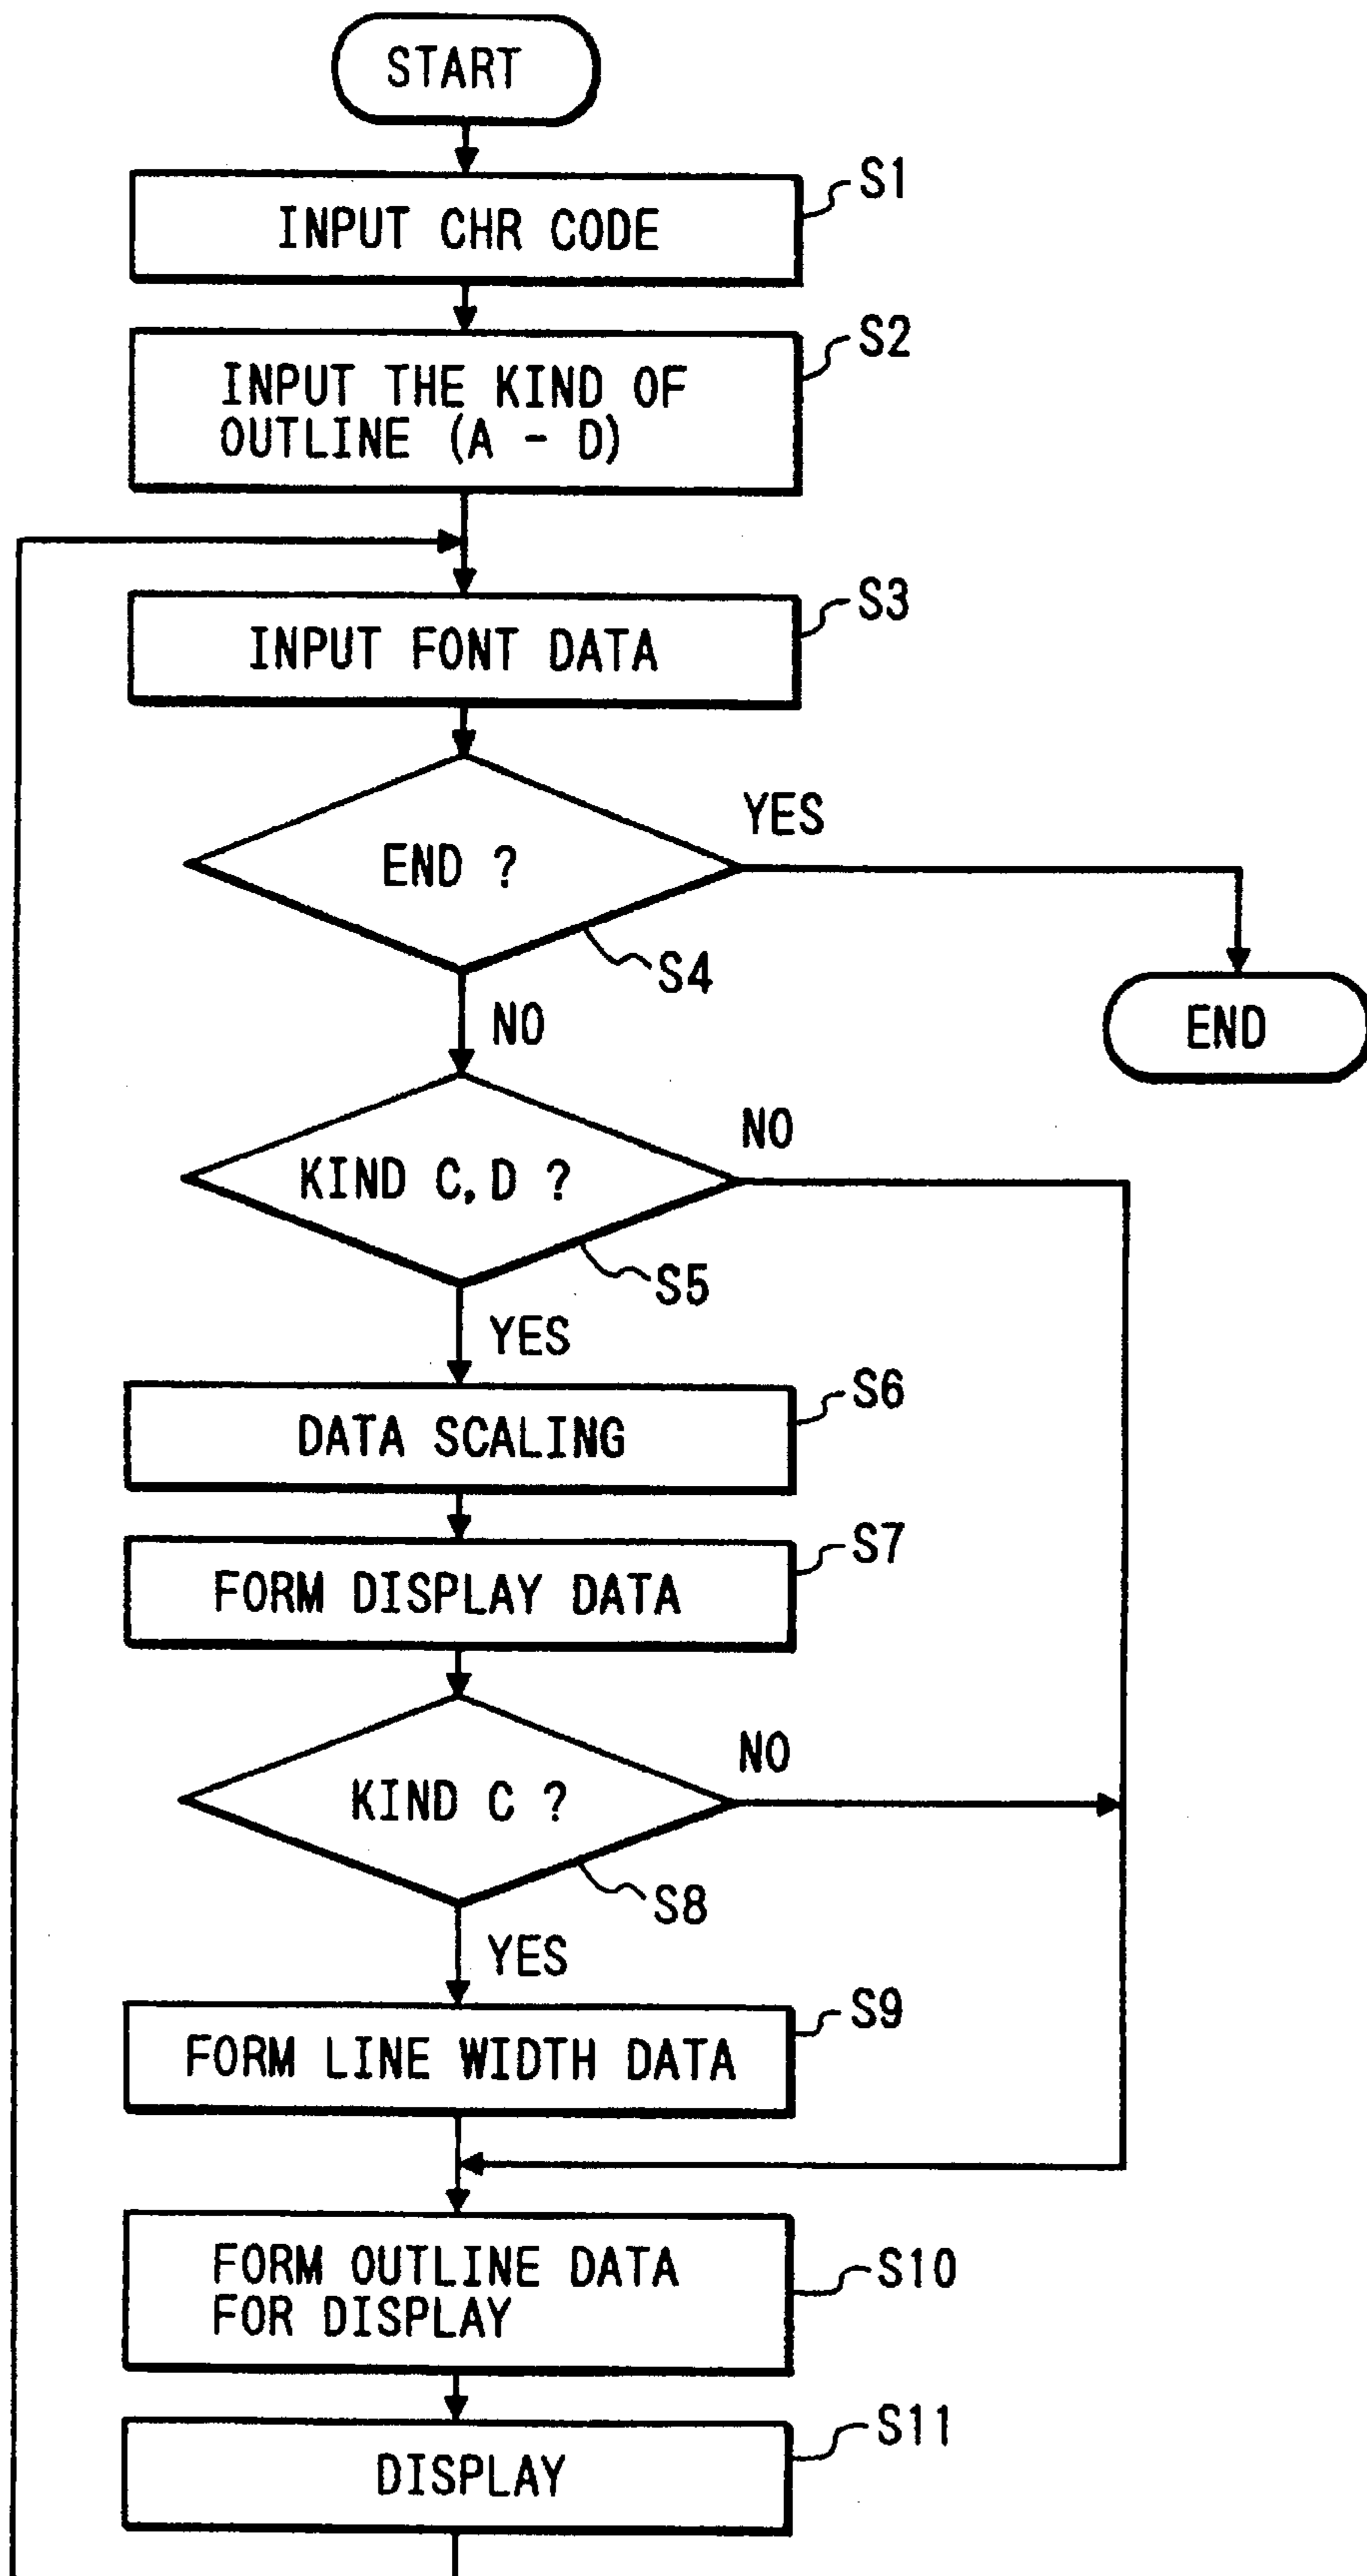 START
INPUT CHR CODE
S1
INPUT THE KIND OF
OUTLINE (A - D)
S2
INPUT FONT DATA
S3
END ?
YES
S4
NO
END
KIND C, D ?
NO
S5
YES
DATA SCALING
S6
FORM DISPLAY DATA
S7
KIND C ?
NO
S8
YES
FORM LINE WIDTH DATA
S9
FORM OUTLINE DATA
FOR DISPLAY
S10
DISPLAY
S11